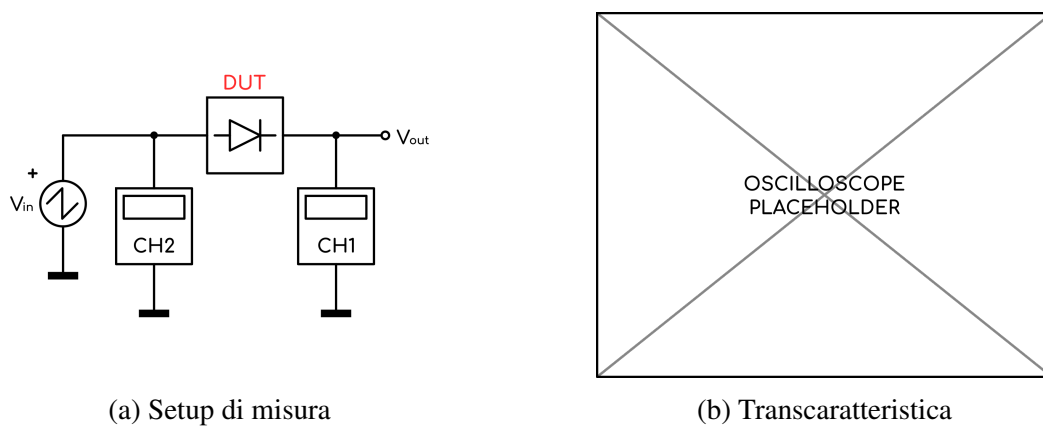 DUT
Vout
+
Vin
CH2
CH1
OSCILLOSCOPE
PLACEHOLDER
(a) Setup di misura
(b) Transcaratteristica